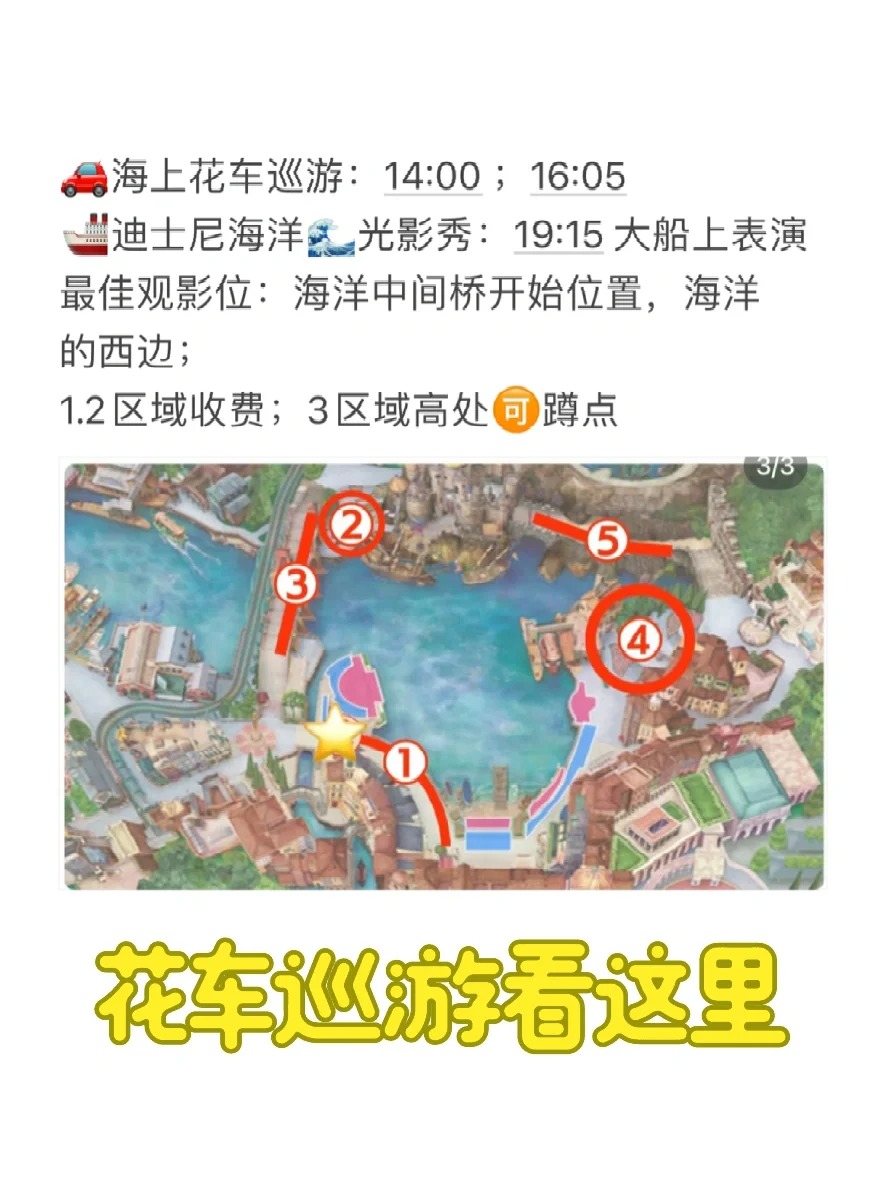 🚗海上花车巡游：14:00；16:05
🚢迪士尼海洋🌊光影秀：19:15 大船上表演
最佳观影位：海洋中间桥开始位置，海洋
的西边；
1.2区域收费；3区域高处🉑蹲点
3/3
②
⑤
③
④
①
花车巡游看这里